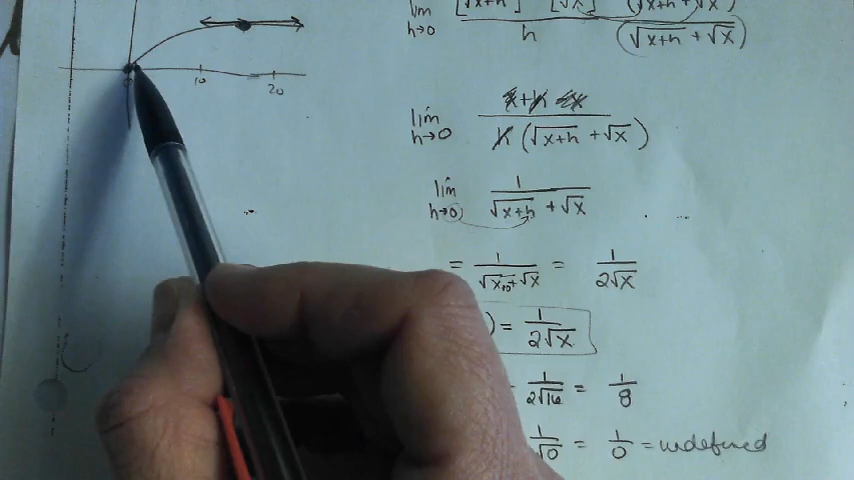 lim [√x+h] [√x] (√x+h √x)
h→0 h (√x+h + √x)
0 10 20
lim x+h-x
h→0 h(√x+h + √x)
lim 1
h→0 √x+h + √x
= 1/√x+0+√x = 1/2√x
) = 1/2√x
1/2√16 = 1/8
1/√0 = 1/0 = undefined